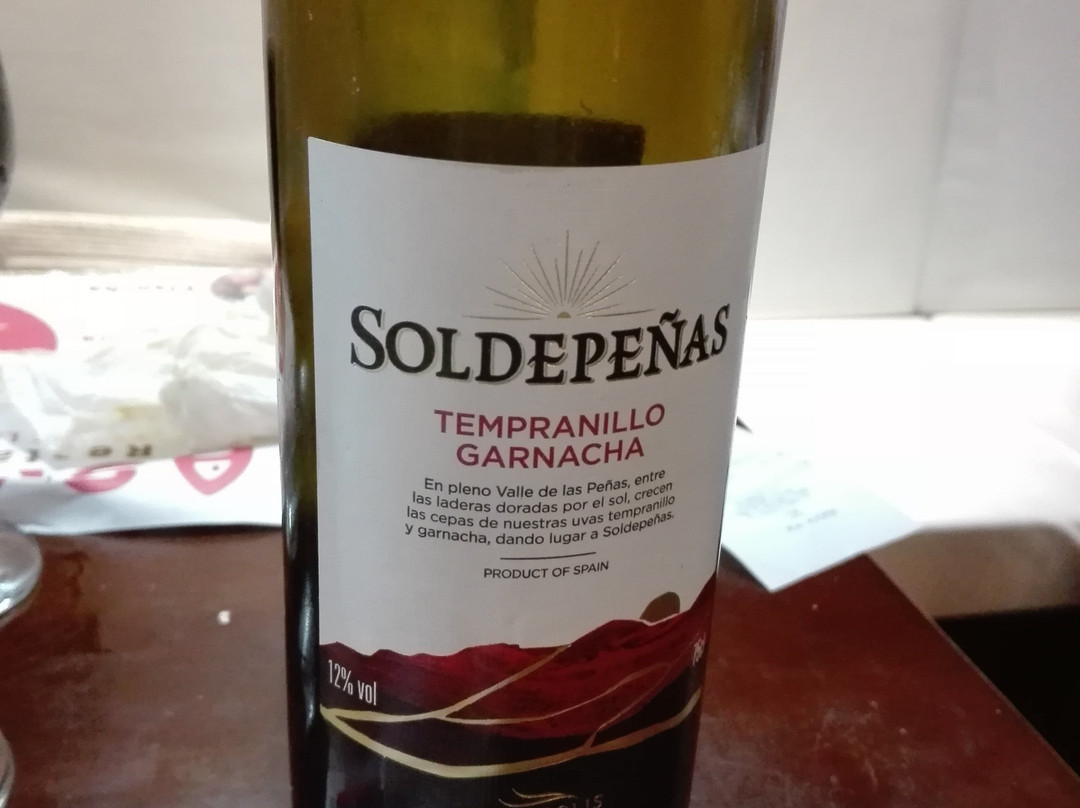 SOLDEPEÑAS
TEMPRANILLO
GARNACHA
En pleno Valle de las Peñas, entre
las laderas doradas por el sol, crecen
las cepas de nuestras uvas tempranillo
y garnacha, dando lugar a Soldepeñas.
PRODUCT OF SPAIN
12% vol